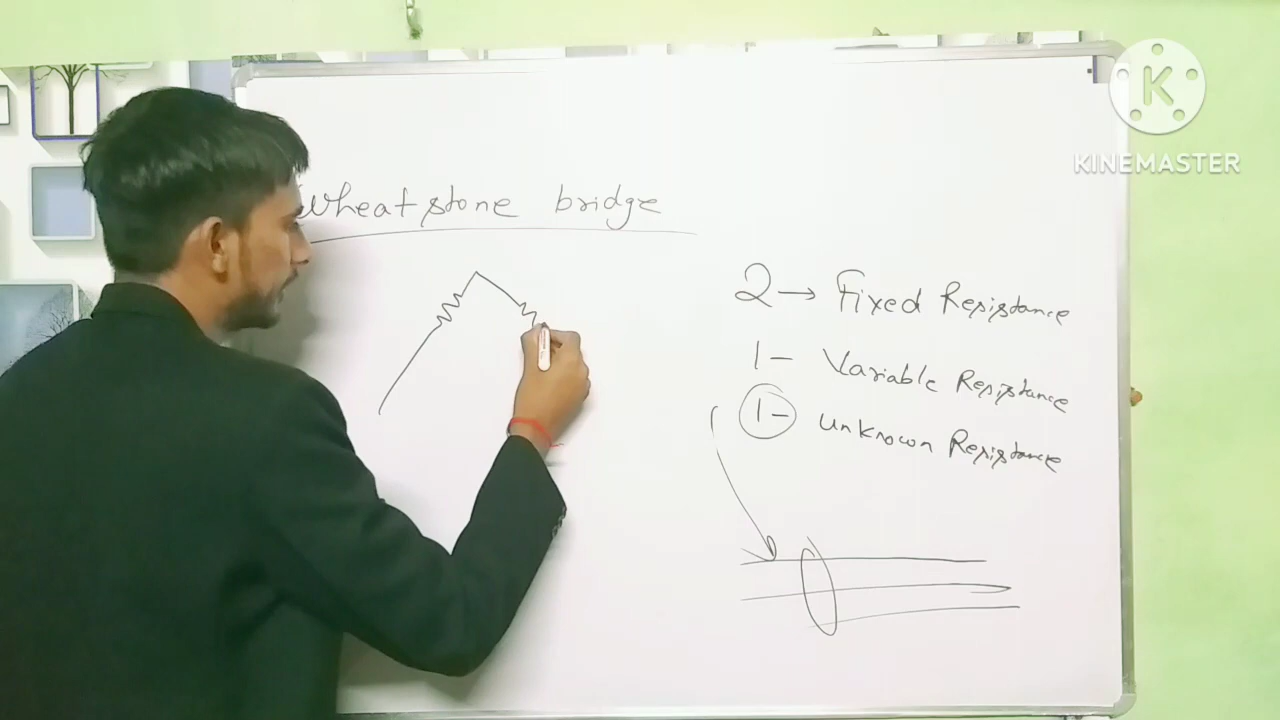 Wheatstone bridge
2 → Fixed Resistance
1 - Variable Resistance
1 - unknown Resistance
K
KINEMASTER